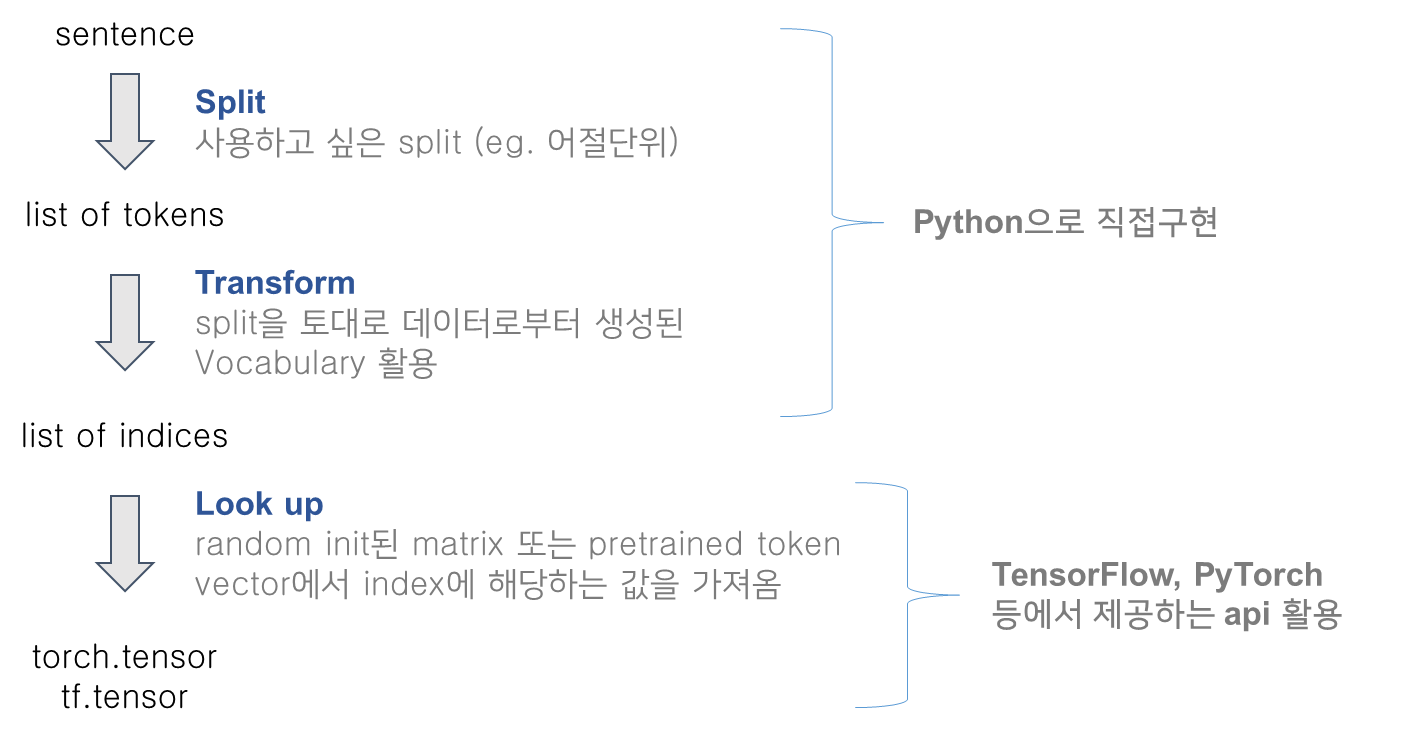 sentence
Split
사용하고 싶은 split (eg. 어절단위)
list of tokens
Transform
split을 토대로 데이터로부터 생성된
Vocabulary 활용
Python으로 직접구현
list of indices
Look up
random init된 matrix 또는 pretrained token
vector에서 index에 해당하는 값을 가져옴
TensorFlow, PyTorch
등에서 제공하는 api 활용
torch.tensor
tf.tensor